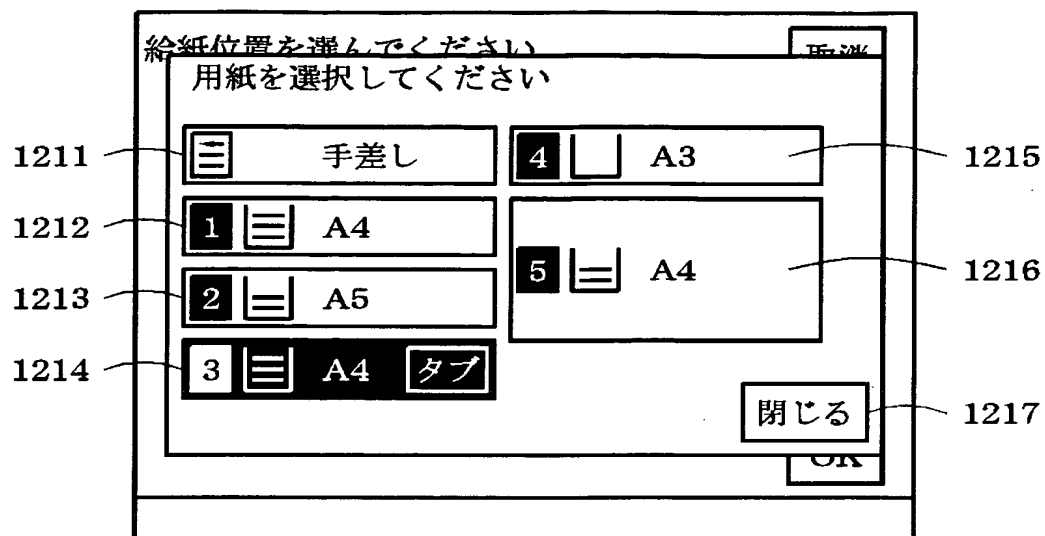 給紙位置を選んでください
取消
用紙を選択してください
1211
手差し
4 A3
1215
1212
1 A4
1213
2 A5
5 A4
1216
1214
3 A4 タブ
閉じる
1217
OK